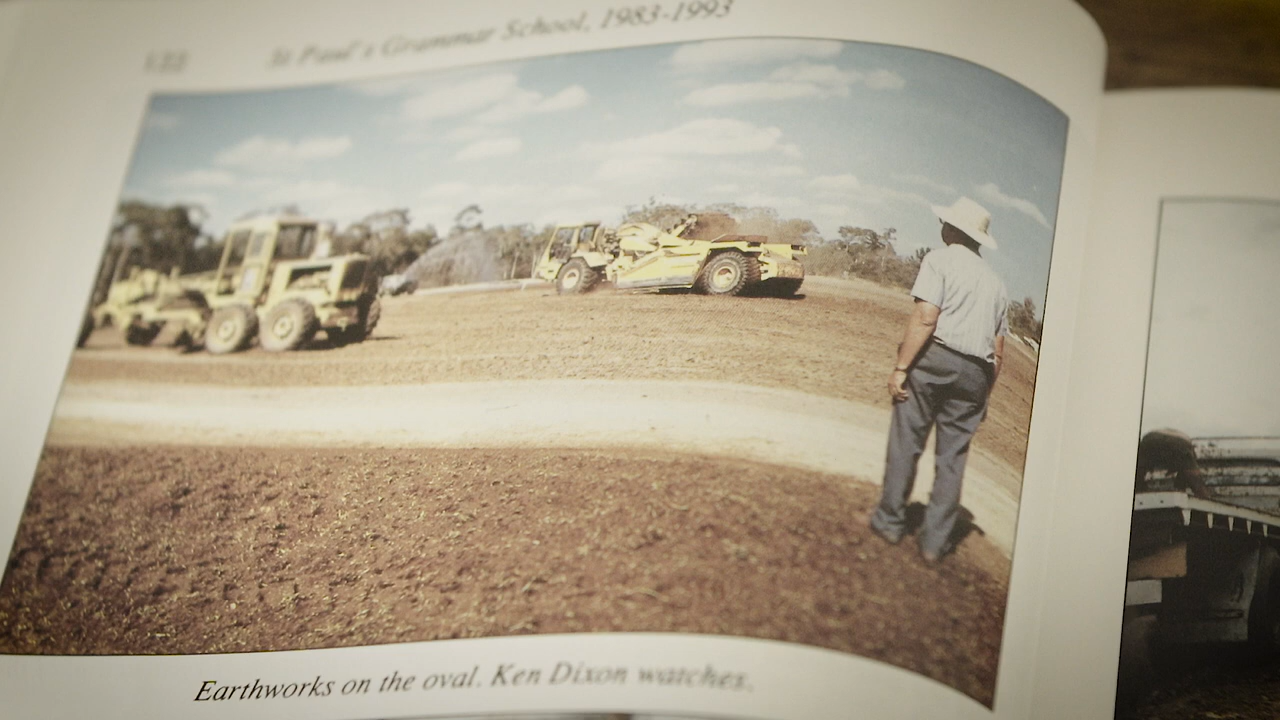 St Paul's Grammar School, 1983-1993
Earthworks on the oval. Ken Dixon watches.